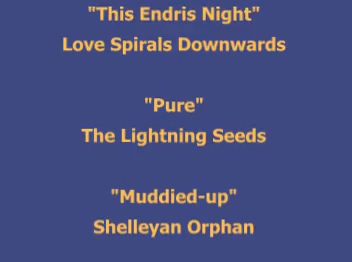 "This Endris Night"
Love Spirals Downwards
"Pure"
The Lightning Seeds
"Muddied-up"
Shelleyan Orphan